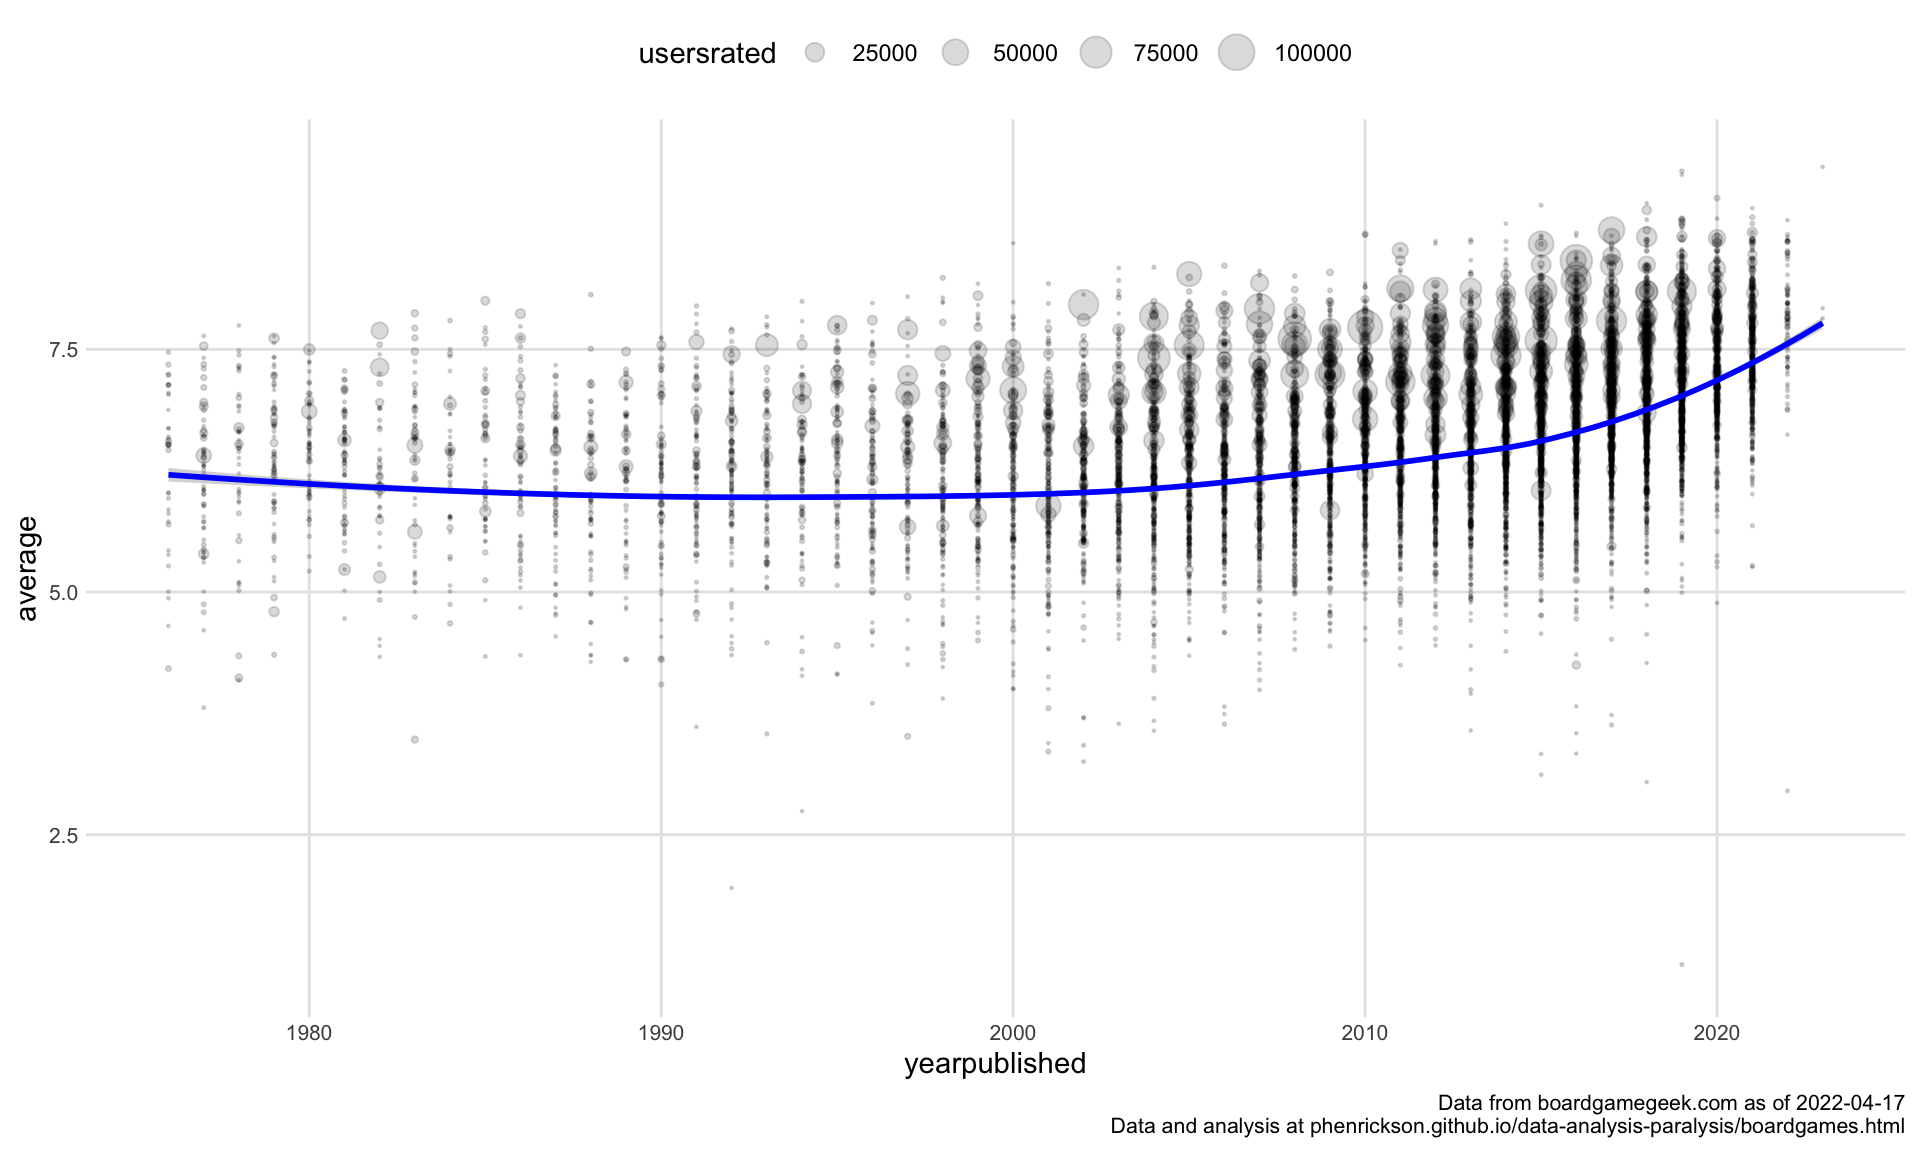 usersrated 25000 50000 75000 100000
7.5
5.0
2.5
average
1980 1990 2000 2010 2020
yearpublished
Data from boardgamegeek.com as of 2022-04-17
Data and analysis at phenrickson.github.io/data-analysis-paralysis/boardgames.html